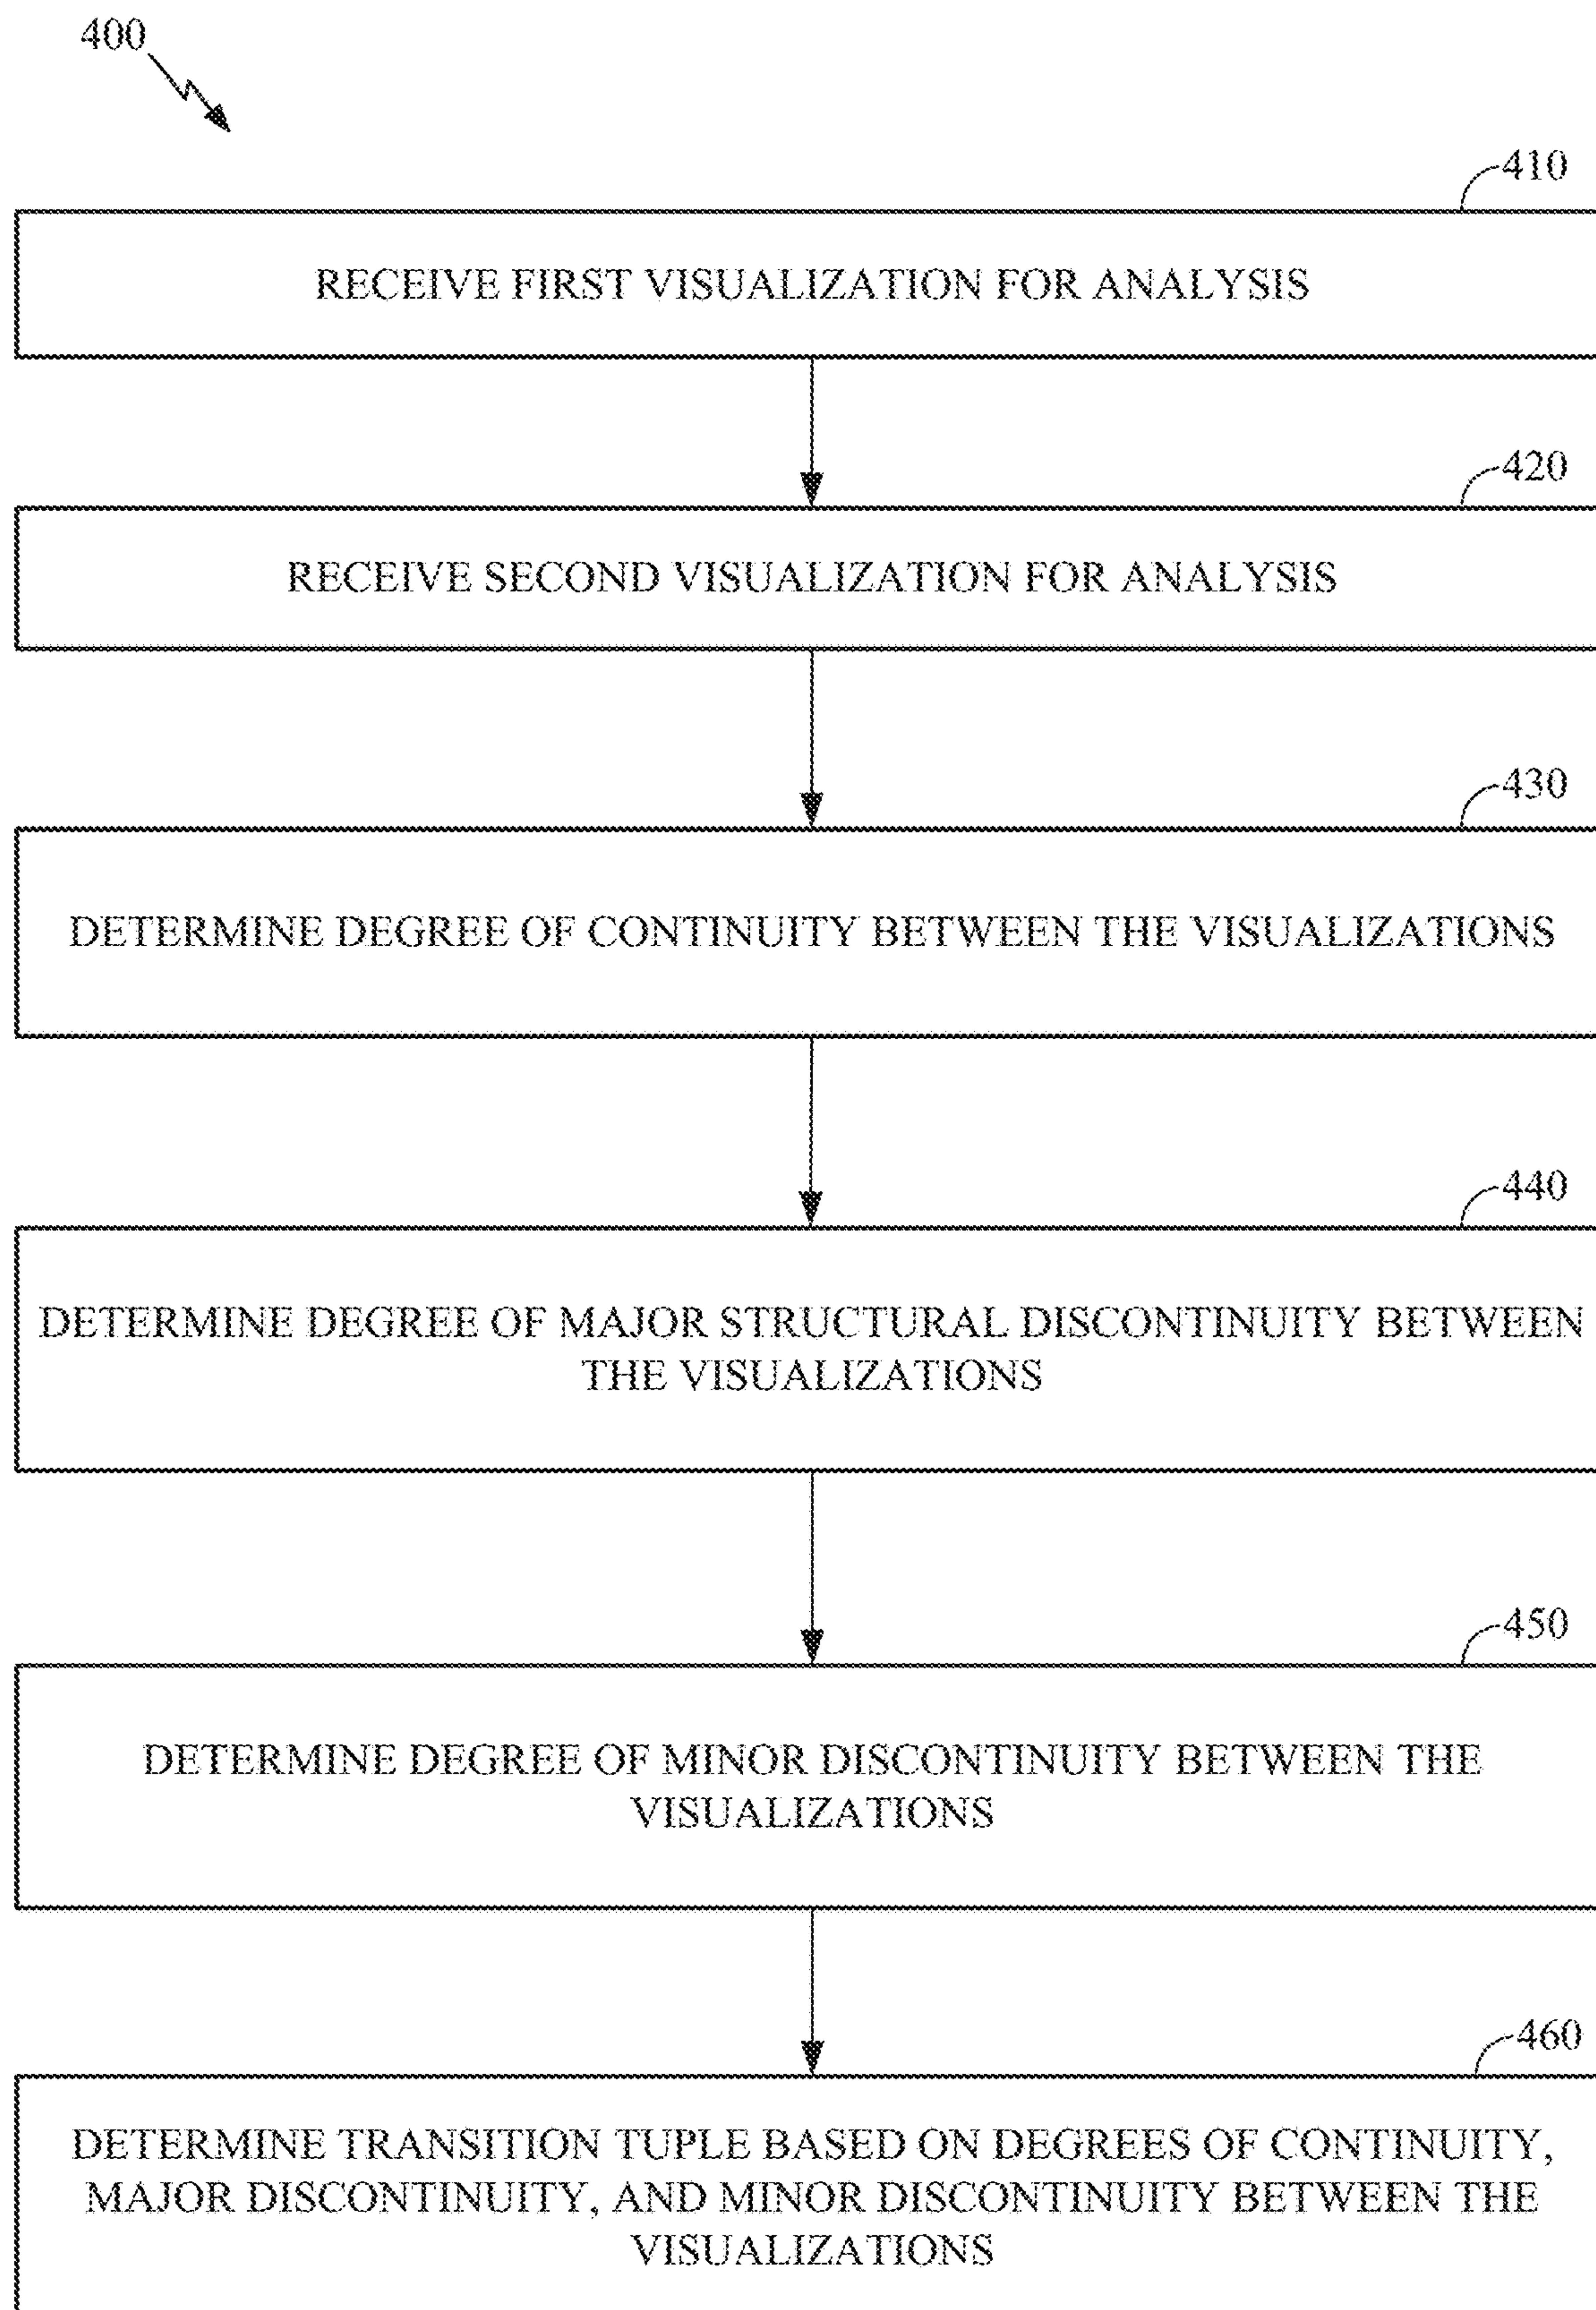 400
410
RECEIVE FIRST VISUALIZATION FOR ANALYSIS
420
RECEIVE SECOND VISUALIZATION FOR ANALYSIS
430
DETERMINE DEGREE OF CONTINUITY BETWEEN THE VISUALIZATIONS
440
DETERMINE DEGREE OF MAJOR STRUCTURAL DISCONTINUITY BETWEEN
THE VISUALIZATIONS
450
DETERMINE DEGREE OF MINOR DISCONTINUITY BETWEEN THE
VISUALIZATIONS
460
DETERMINE TRANSITION TUPLE BASED ON DEGREES OF CONTINUITY,
MAJOR DISCONTINUITY, AND MINOR DISCONTINUITY BETWEEN THE
VISUALIZATIONS